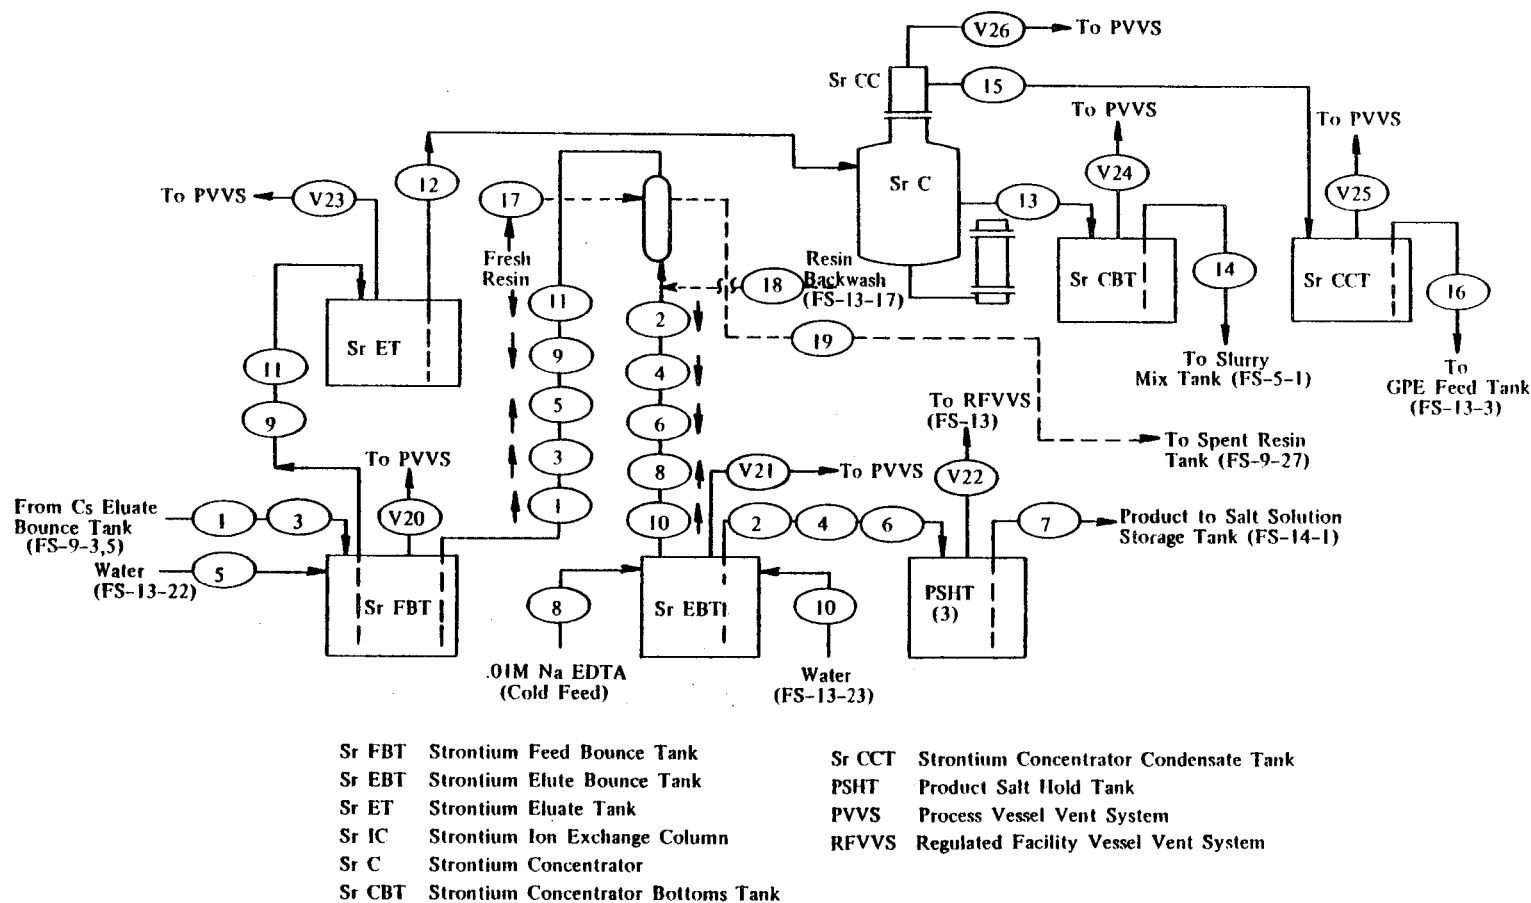 V26
To PVVS
Sr CC
15
To PVVS
To PVVS
12
V24
Sr C
To PVVS
V23
17
13
V25
Fresh
Resin
Resin
Backwash
(FS-13-17)
18
Sr CBT
14
Sr CCT
16
11
2
Sr ET
9
19
To Slurry
Mix Tank (FS-5-1)
To
GPE Feed Tank
(FS-13-3)
11
4
5
To RFVVS
(FS-13)
9
6
To Spent Resin
Tank (FS-9-27)
3
8
To PVVS
V21
To PVVS
V22
From Cs Eluate
Bounce Tank
(FS-9-3,5)
1
3
V20
1
10
2
4
6
7
Product to Salt Solution
Storage Tank (FS-14-1)
Water
(FS-13-22)
5
Sr FBT
8
Sr EBT
10
PSHT
(3)
.01M Na EDTA
(Cold Feed)
Water
(FS-13-23)
Sr FBT Strontium Feed Bounce Tank
Sr EBT Strontium Elute Bounce Tank
Sr ET Strontium Eluate Tank
Sr IC Strontium Ion Exchange Column
Sr C Strontium Concentrator
Sr CBT Strontium Concentrator Bottoms Tank
Sr CCT Strontium Concentrator Condensate Tank
PSHT Product Salt Hold Tank
PVVS Process Vessel Vent System
RFVVS Regulated Facility Vessel Vent System